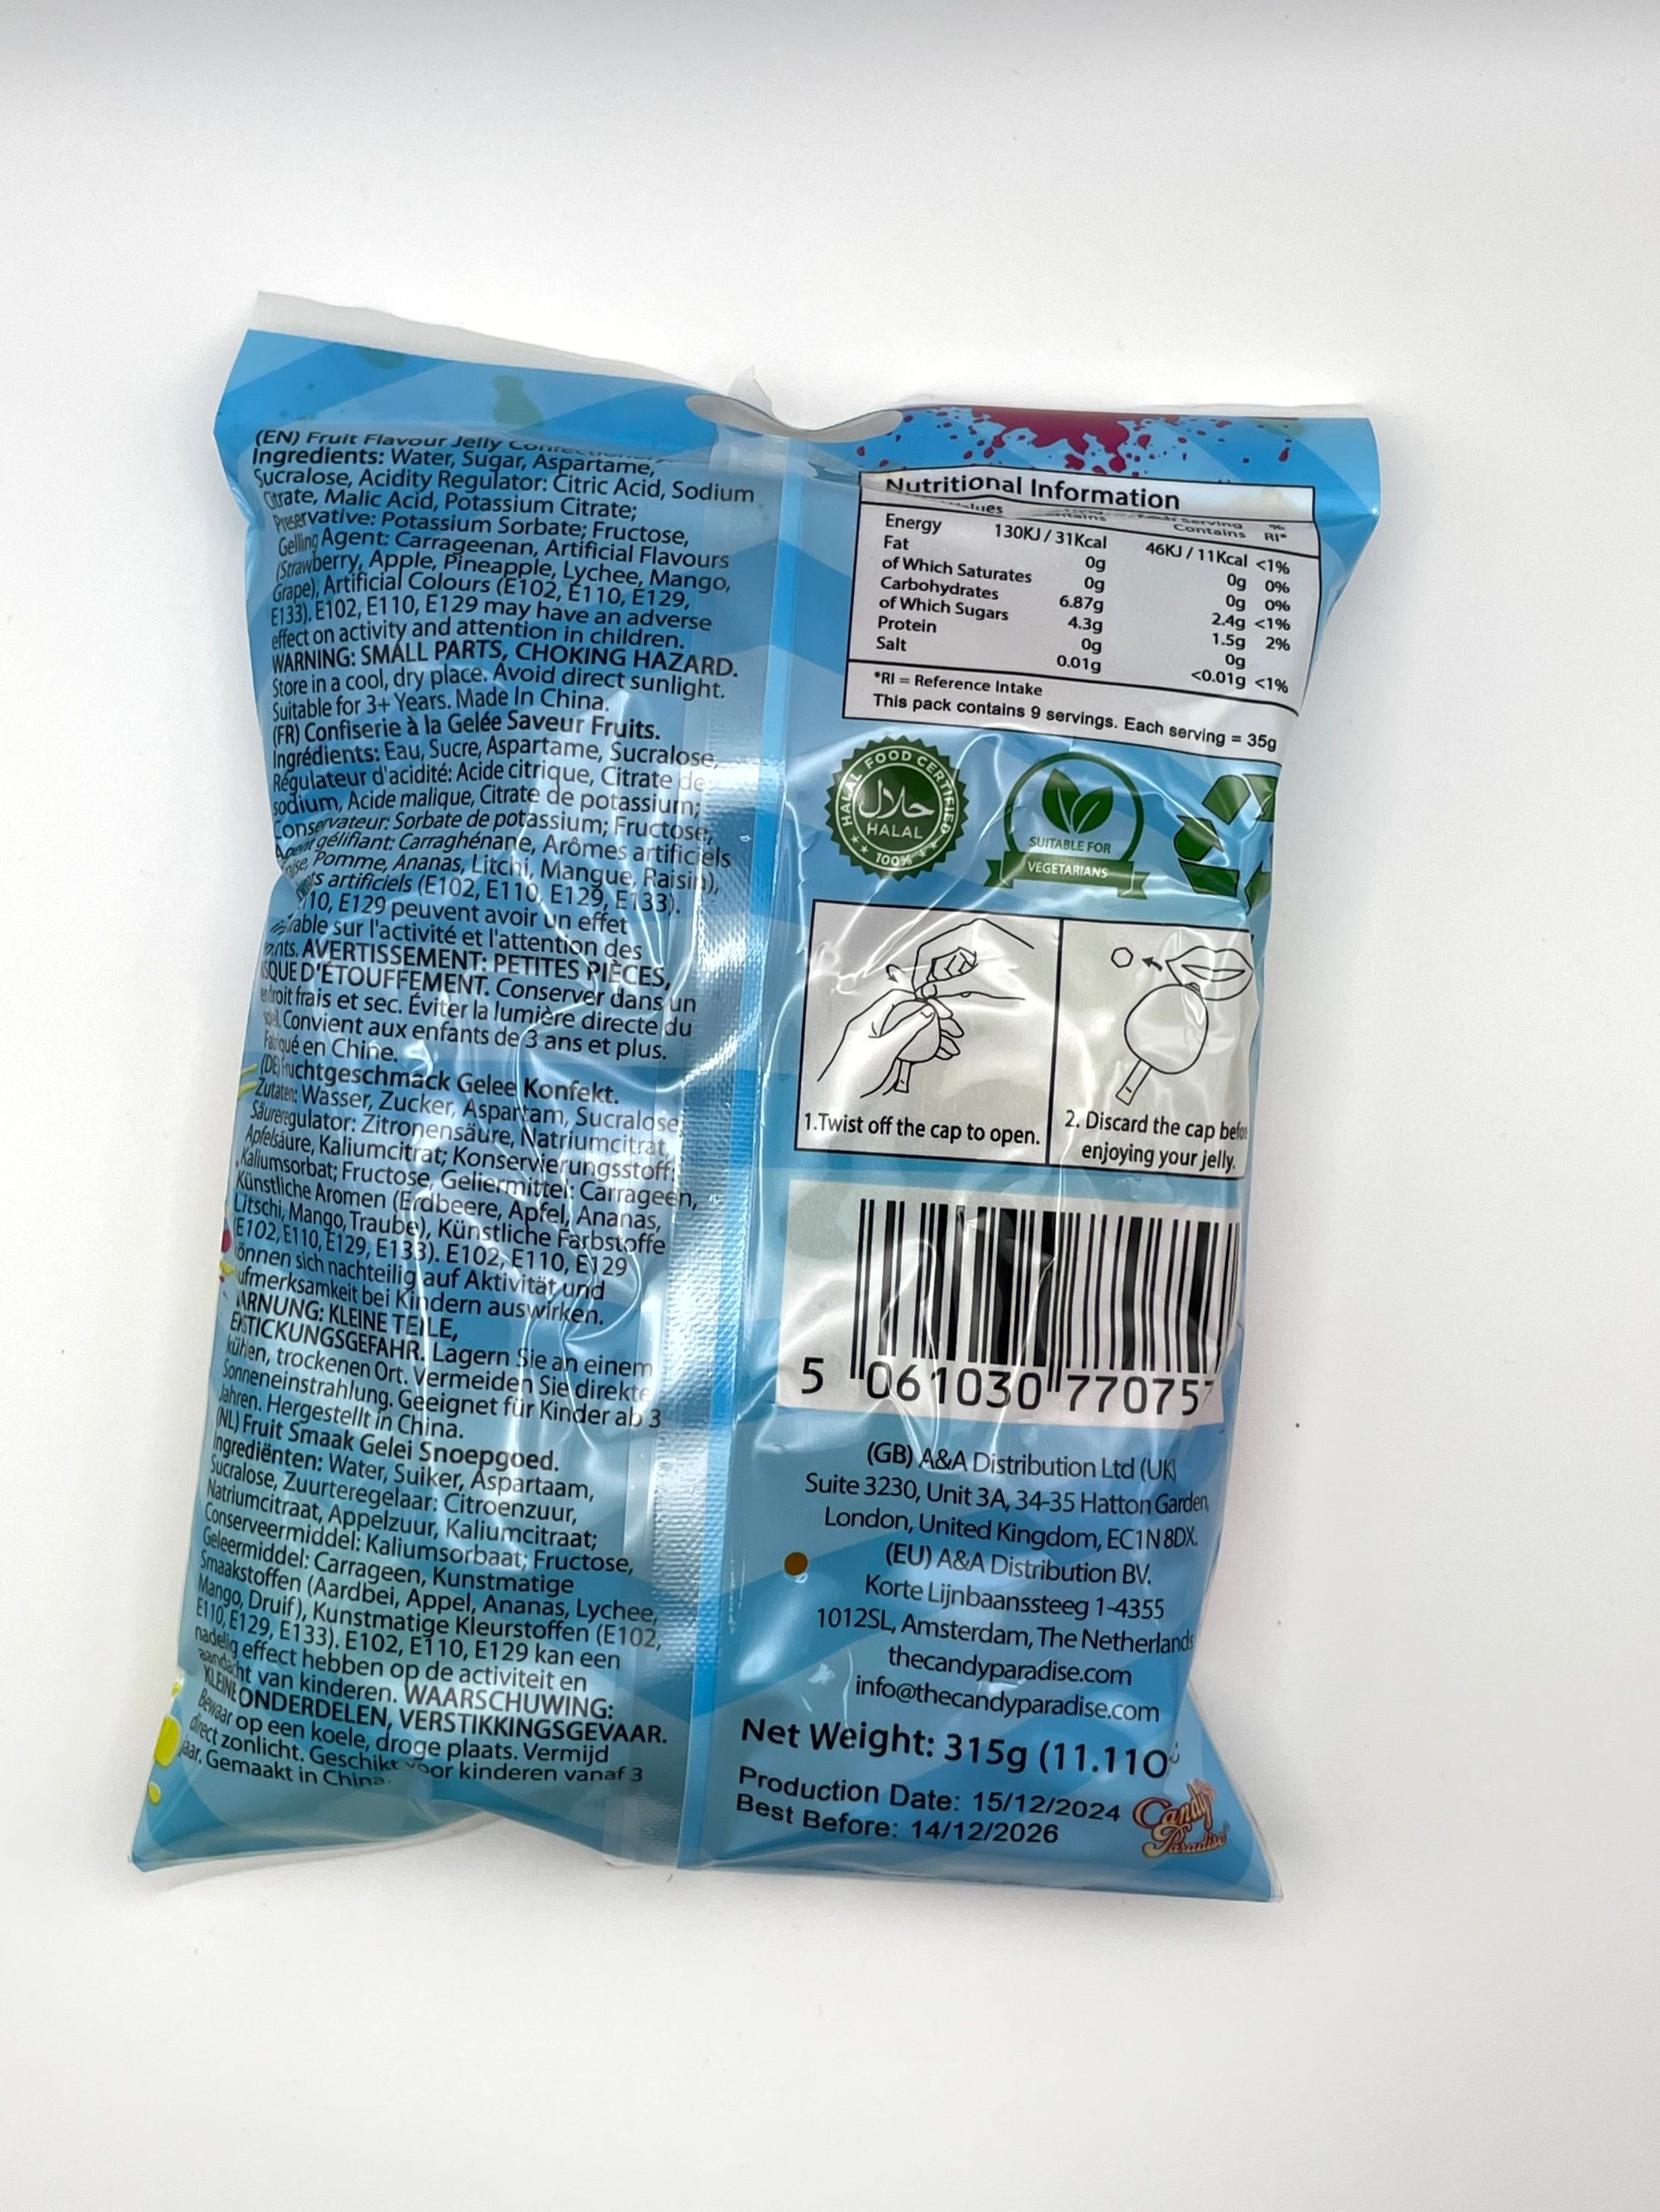 (EN) Fruit Flavour Jelly
Ingredients: Water, Sugar, Aspartame,
Sucralose, Acidity Regulator: Citric Acid, Sodium
Citrate, Malic Acid, Potassium Citrate;
Preservative: Potassium Sorbate; Fructose,
Gelling Agent: Carrageenan, Artificial Flavours
(Strawberry, Apple, Pineapple, Lychee, Mango,
Grape), Artificial Colours (E102, E110, E129,
E133). E102, E110, E129 may have an adverse
effect on activity and attention in children.
WARNING: SMALL PARTS, CHOKING HAZARD.
Store in a cool, dry place. Avoid direct sunlight.
Suitable for 3+ Years. Made In China.
(FR) Confiserie à la Gelée Saveur Fruits.
Ingrédients: Eau, Sucre, Aspartame, Sucralose,
Régulateur d'acidité: Acide citrique, Citrate de
sodium, Acide malique, Citrate de potassium;
Conservateur: Sorbate de potassium; Fructose,
gélifiant: Carraghénane, Arômes artificiels
Pomme, Ananas, Litchi, Mangue, Raisin),
artificiels (E102, E110, E129, E133).
E129 peuvent avoir un effet
sur l'activité et l'attention des
AVERTISSEMENT: PETITES PIÈCES,
D'ÉTOUFFEMENT. Conserver dans un
endroit frais et sec. Éviter la lumière directe du
Convient aux enfants de 3 ans et plus.
Fabriqué en Chine.
(DE) Fruchtgeschmack Gelee Konfekt.
Zutaten: Wasser, Zucker, Aspartam, Sucralose,
Säureregulator: Zitronensäure, Natriumcitrat,
Apfelsäure, Kaliumcitrat; Konservierungsstoff:
Kaliumsorbat; Fructose, Geliermittel: Carrageen,
Künstliche Aromen (Erdbeere, Apfel, Ananas,
Litschi, Mango, Traube), Künstliche Farbstoffe
(E102, E110, E129, E133). E102, E110, E129
können sich nachteilig auf Aktivität und
ufmerksamkeit bei Kindern auswirken.
ARNUNG: KLEINE TEILE,
ERSTICKUNGSGEFAHR. Lagern Sie an einem
kühlen, trockenen Ort. Vermeiden Sie direkte
Sonneneinstrahlung. Geeignet für Kinder ab 3
Jahren. Hergestellt in China.
(NL) Fruit Smaak Gelei Snoepgoed.
Ingrediënten: Water, Suiker, Aspartaam,
Sucralose, Zuurteregelaar: Citroenzuur,
Natriumcitraat, Appelzuur, Kaliumcitraat;
Conserveermiddel: Kaliumsorbaat; Fructose,
Geleermiddel: Carrageen, Kunstmatige
Smaakstoffen (Aardbei, Appel, Ananas, Lychee,
Mango, Druif), Kunstmatige Kleurstoffen (E102,
E110, E129, E133). E102, E110, E129 kan een
nadelig effect hebben op de activiteit en
aandacht van kinderen. WAARSCHUWING:
KLEINE ONDERDELEN, VERSTIKKINGSGEVAAR.
Bewaar op een koele, droge plaats. Vermijd
direct zonlicht. Geschikt voor kinderen vanaf 3
jaar. Gemaakt in China.
Nutritional Information
Serving %
Contains RI*
Energy 130KJ / 31Kcal 46KJ / 11Kcal <1%
Fat 0g 0g 0%
of Which Saturates 0g 0g 0%
Carbohydrates 6.87g 2.4g <1%
of Which Sugars 4.3g 1.5g 2%
Protein 0g 0g
Salt 0.01g <0.01g <1%
*RI = Reference Intake
This pack contains 9 servings. Each serving = 35g
HALAL FOOD CERTIFIED
حلال
HALAL
100%
SUITABLE FOR
VEGETARIANS
1.Twist off the cap to open.
2. Discard the cap before
enjoying your jelly.
5 061030 770757
(GB) A&A Distribution Ltd (UK)
Suite 3230, Unit 3A, 34-35 Hatton Garden,
London, United Kingdom, EC1N 8DX.
(EU) A&A Distribution BV.
Korte Lijnbaanssteeg 1-4355
1012SL, Amsterdam, The Netherlands
thecandyparadise.com
info@thecandyparadise.com
Net Weight: 315g (11.11O
Production Date: 15/12/2024
Best Before: 14/12/2026
Candy
Paradise